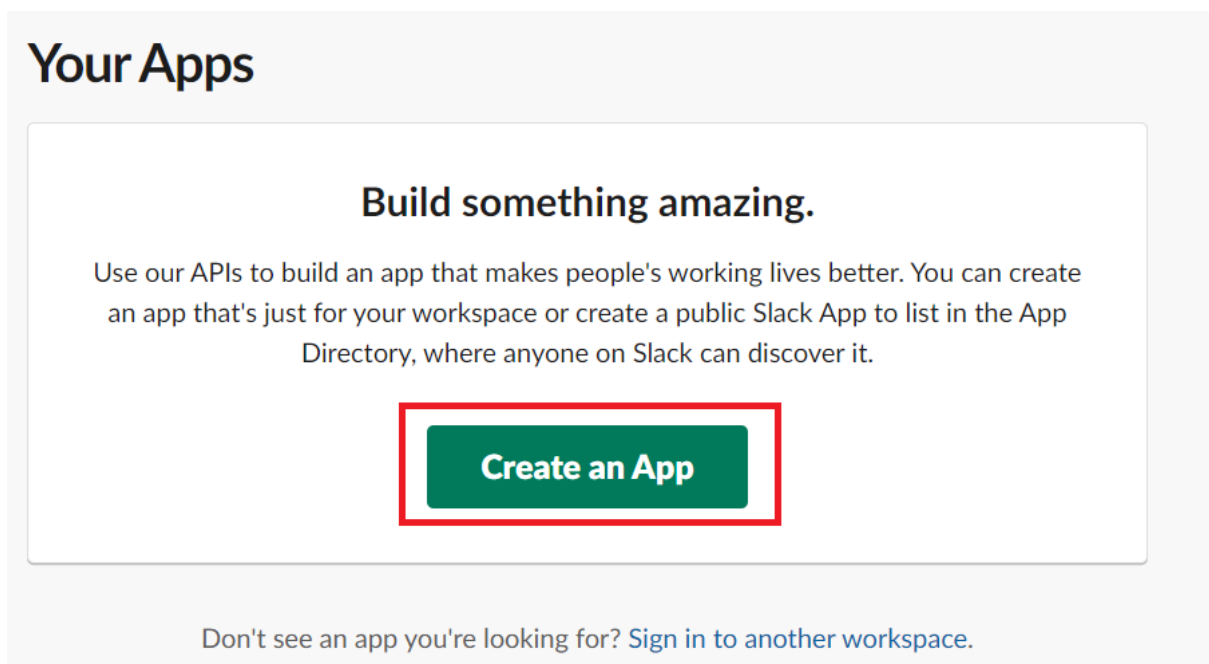 Your Apps
Build something amazing.
Use our APIs to build an app that makes people's working lives better. You can create
an app that's just for your workspace or create a public Slack App to list in the App
Directory, where anyone on Slack can discover it.
Create an App
Don't see an app you're looking for? Sign in to another workspace.